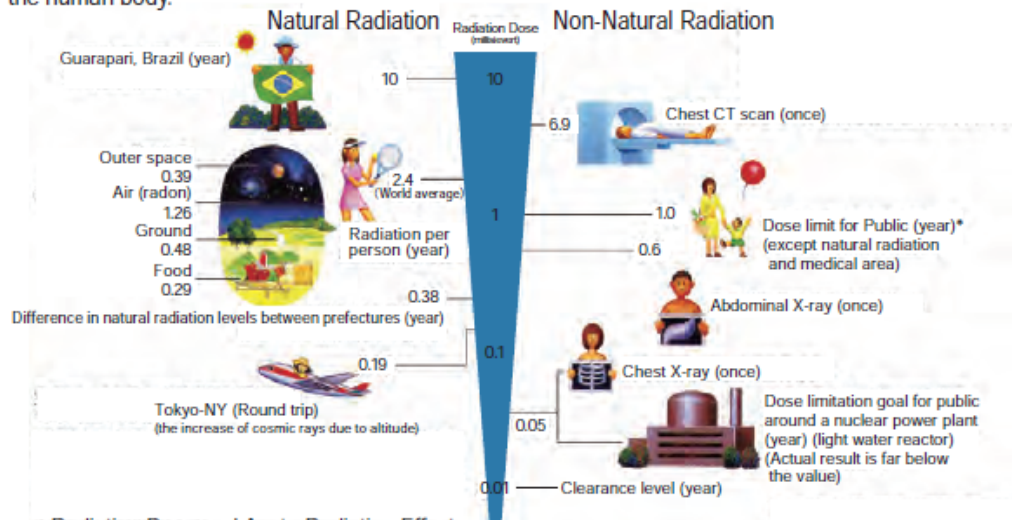 the human body.
Natural Radiation
Radiation Dose
(millisievert)
Non-Natural Radiation
Guarapari, Brazil (year)
10
10
6.9
Chest CT scan (once)
Outer space
0.39
Air (radon)
1.26
Ground
0.48
Food
0.29
2.4
(World average)
Radiation per
person (year)
1
1.0
Dose limit for Public (year)*
(except natural radiation
and medical area)
0.6
Abdominal X-ray (once)
0.38
Difference in natural radiation levels between prefectures (year)
0.1
0.19
Tokyo-NY (Round trip)
(the increase of cosmic rays due to altitude)
Chest X-ray (once)
0.05
Dose limitation goal for public
around a nuclear power plant
(year) (light water reactor)
(Actual result is far below
the value)
0.01
Clearance level (year)